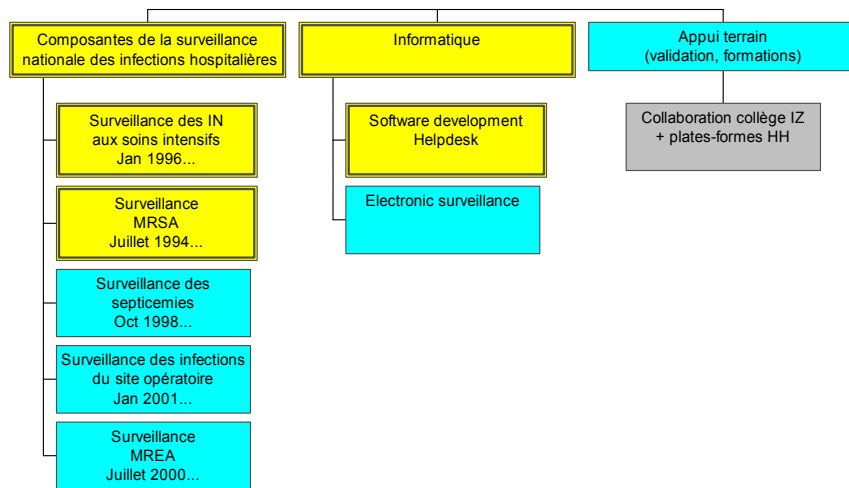 Composantes de la surveillance
nationale des infections hospitalières
Informatique
Appui terrain
(validation, formations)
Surveillance des IN
aux soins intensifs
Jan 1996...
Software development
Helpdesk
Collaboration collège IZ
+ plates-formes HH
Surveillance
MRSA
Juillet 1994...
Electronic surveillance
Surveillance des
septicemies
Oct 1998...
Surveillance des infections
du site opératoire
Jan 2001...
Surveillance
MREA
Juillet 2000...